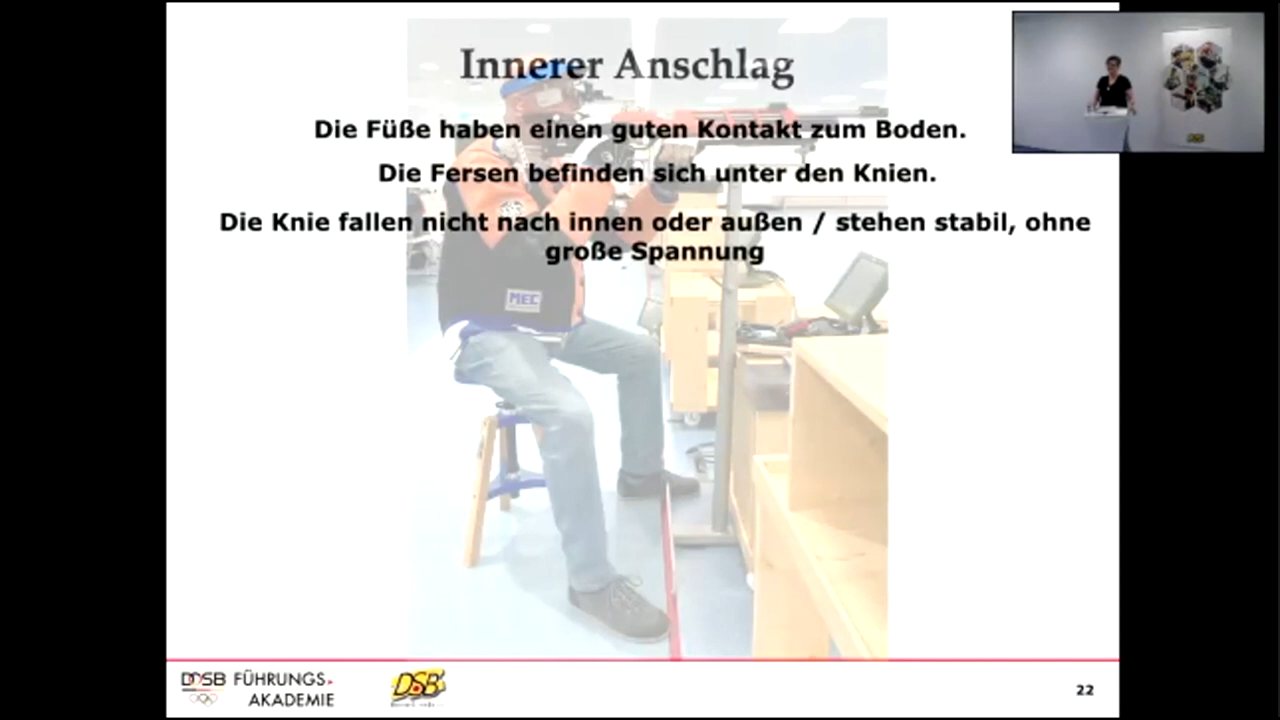 Innerer Anschlag
Die Füße haben einen guten Kontakt zum Boden.
Die Fersen befinden sich unter den Knien.
Die Knie fallen nicht nach innen oder außen / stehen stabil, ohne
große Spannung
MEC
DOSB FÜHRUNGS
AKADEMIE
DSB
22